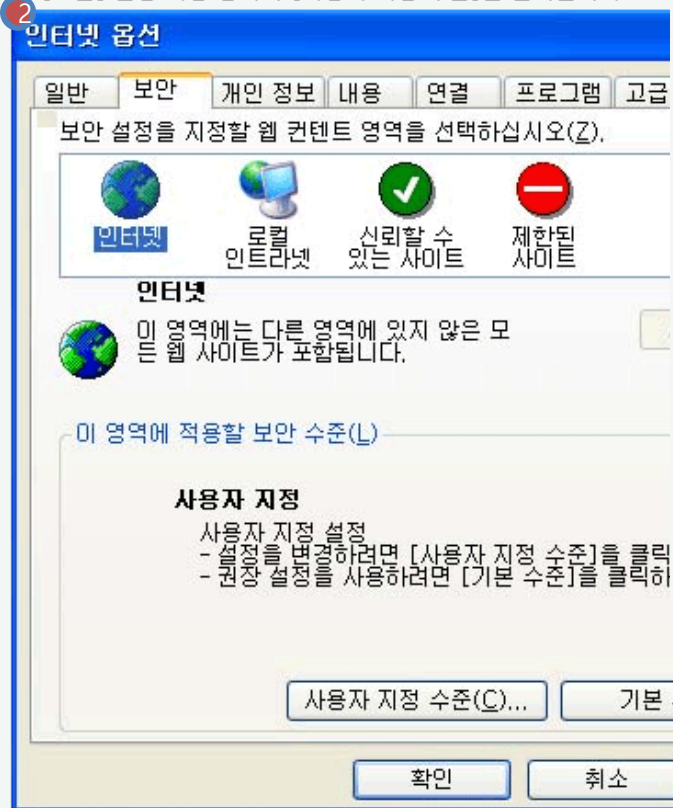 2
인터넷 옵션
일반 보안 개인 정보 내용 연결 프로그램 고급
보안 설정을 지정할 웹 컨텐트 영역을 선택하십시오(Z),
인터넷
로컬
인트라넷
신뢰할 수
있는 사이트
제한된
사이트
인터넷
이 영역에는 다른 영역에 있지 않은 모
든 웹 사이트가 포함됩니다.
이 영역에 적용할 보안 수준(L)
사용자 지정
사용자 지정 설정
- 설정을 변경하려면 [사용자 지정 수준]을 클릭
- 권장 설정을 사용하려면 [기본 수준]을 클릭하
사용자 지정 수준(C)... 기본
확인 취소